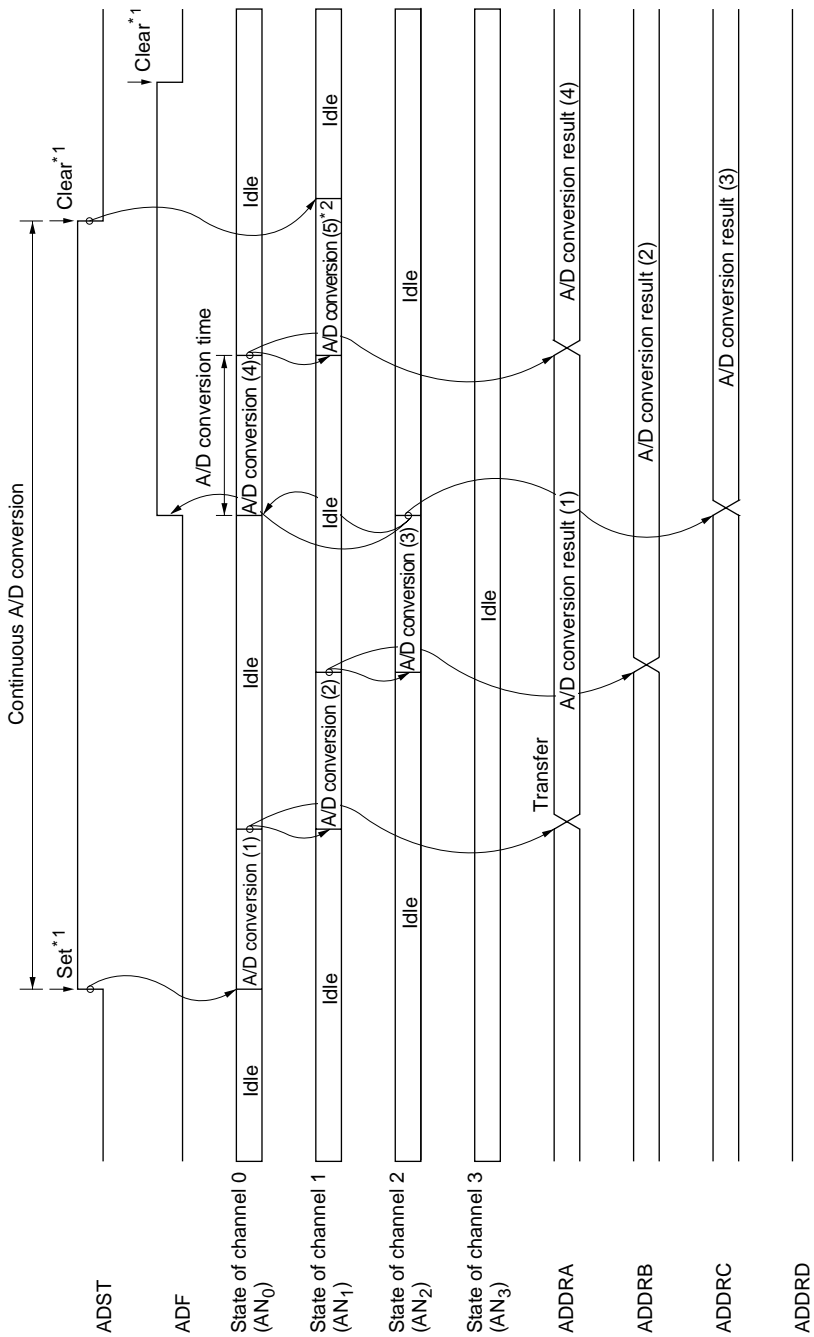 Continuous A/D conversion
Set*1
Clear*1
Clear*1
ADST
ADF
A/D conversion time
State of channel 0
(AN0)
Idle
A/D conversion (1)
Idle
A/D conversion (4)
Idle
State of channel 1
(AN1)
Idle
A/D conversion (2)
Idle
A/D conversion (5)*2
Idle
State of channel 2
(AN2)
Idle
A/D conversion (3)
Idle
State of channel 3
(AN3)
Idle
Transfer
ADDRA
A/D conversion result (1)
A/D conversion result (4)
ADDRB
A/D conversion result (2)
ADDRC
A/D conversion result (3)
ADDRD